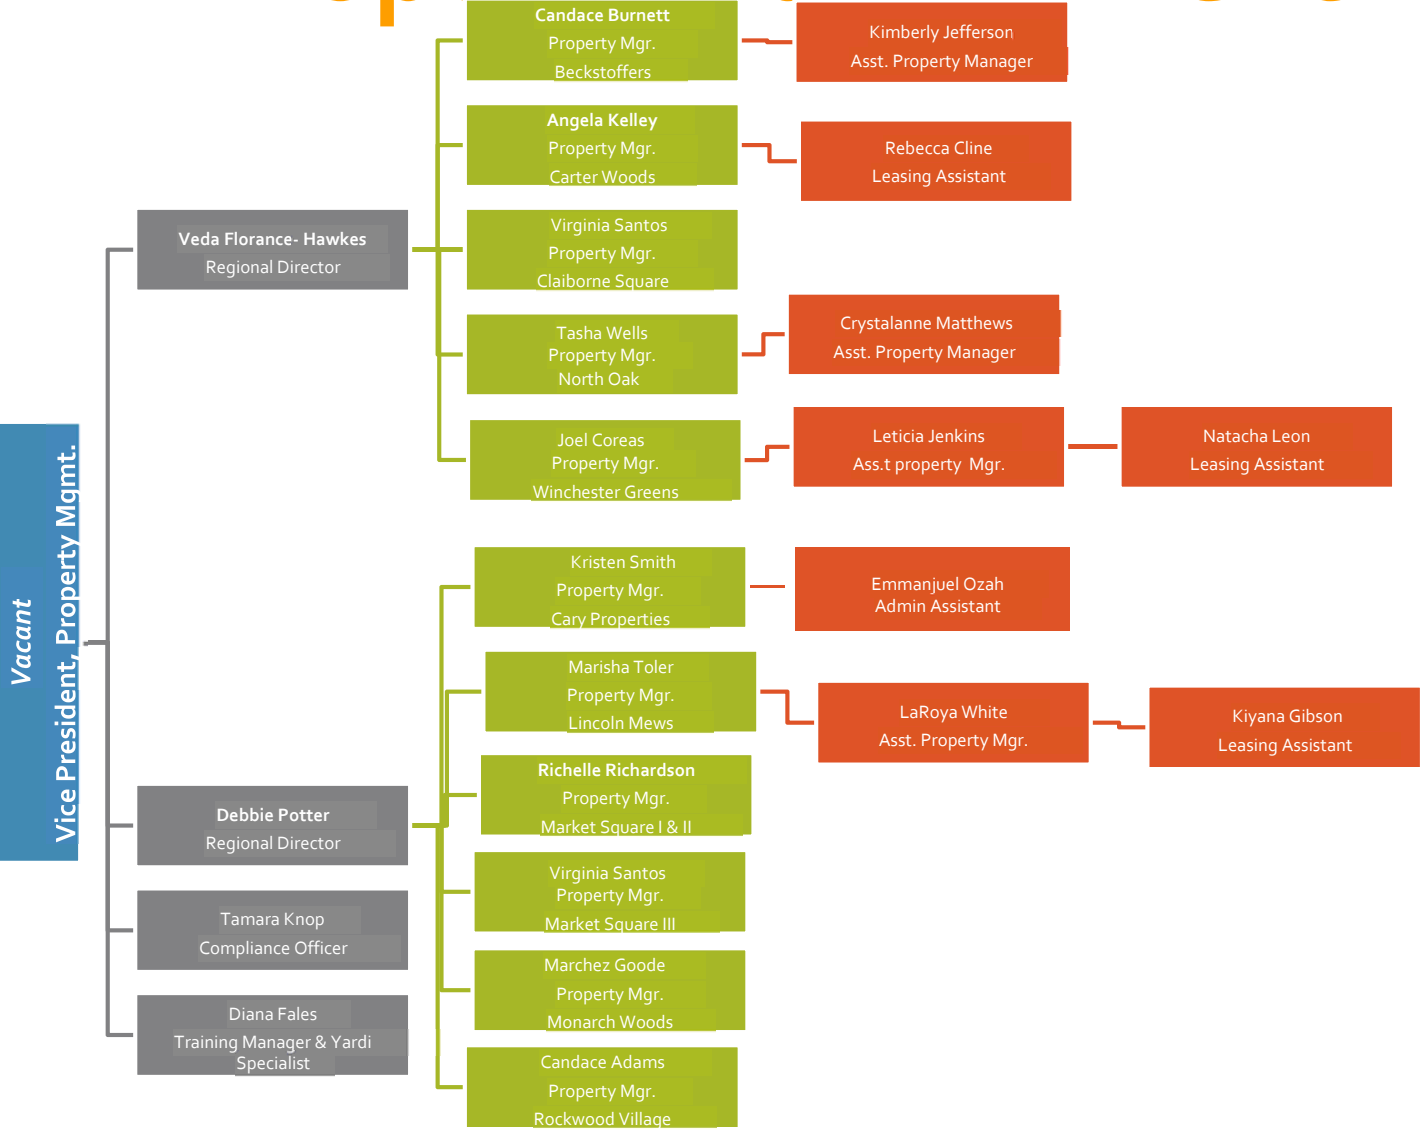 Candace Burnett
Property Mgr.
Beckstoffers
Kimberly Jefferson
Asst. Property Manager
Angela Kelley
Property Mgr.
Carter Woods
Rebecca Cline
Leasing Assistant
Veda Florance- Hawkes
Regional Director
Virginia Santos
Property Mgr.
Claiborne Square
Tasha Wells
Property Mgr.
North Oak
Crystalanne Matthews
Asst. Property Manager
Joel Coreas
Property Mgr.
Winchester Greens
Leticia Jenkins
Ass.t property Mgr.
Natacha Leon
Leasing Assistant
Vacant
Vice President, Property Mgmt.
Kristen Smith
Property Mgr.
Cary Properties
Emmanjuel Ozah
Admin Assistant
Marisha Toler
Property Mgr.
Lincoln Mews
LaRoya White
Asst. Property Mgr.
Kiyana Gibson
Leasing Assistant
Debbie Potter
Regional Director
Richelle Richardson
Property Mgr.
Market Square I & II
Tamara Knop
Compliance Officer
Virginia Santos
Property Mgr.
Market Square III
Diana Fales
Training Manager & Yardi
Specialist
Marchez Goode
Property Mgr.
Monarch Woods
Candace Adams
Property Mgr.
Rockwood Village